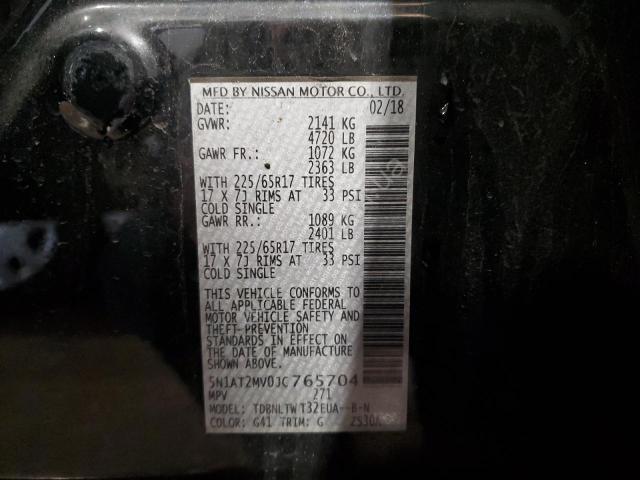 MFD BY NISSAN MOTOR CO., LTD.
DATE: 02/18
GVWR: 2141 KG
4720 LB
GAWR FR.: 1072 KG
2363 LB
WITH 225/65R17 TIRES
17 X 7J RIMS AT 33 PSI
COLD SINGLE
GAWR RR.: 1089 KG
2401 LB
WITH 225/65R17 TIRES
17 X 7J RIMS AT 33 PSI
COLD SINGLE
THIS VEHICLE CONFORMS TO
ALL APPLICABLE FEDERAL
MOTOR VEHICLE SAFETY AND
THEFT-PREVENTION
STANDARDS IN EFFECT ON
THE DATE OF MANUFACTURE
SHOWN ABOVE.
5N1AT2MV0JC765704
MPV 271
MODEL: TDBNLTW T32EUA--B-N
COLOR: G41 TRIM: G